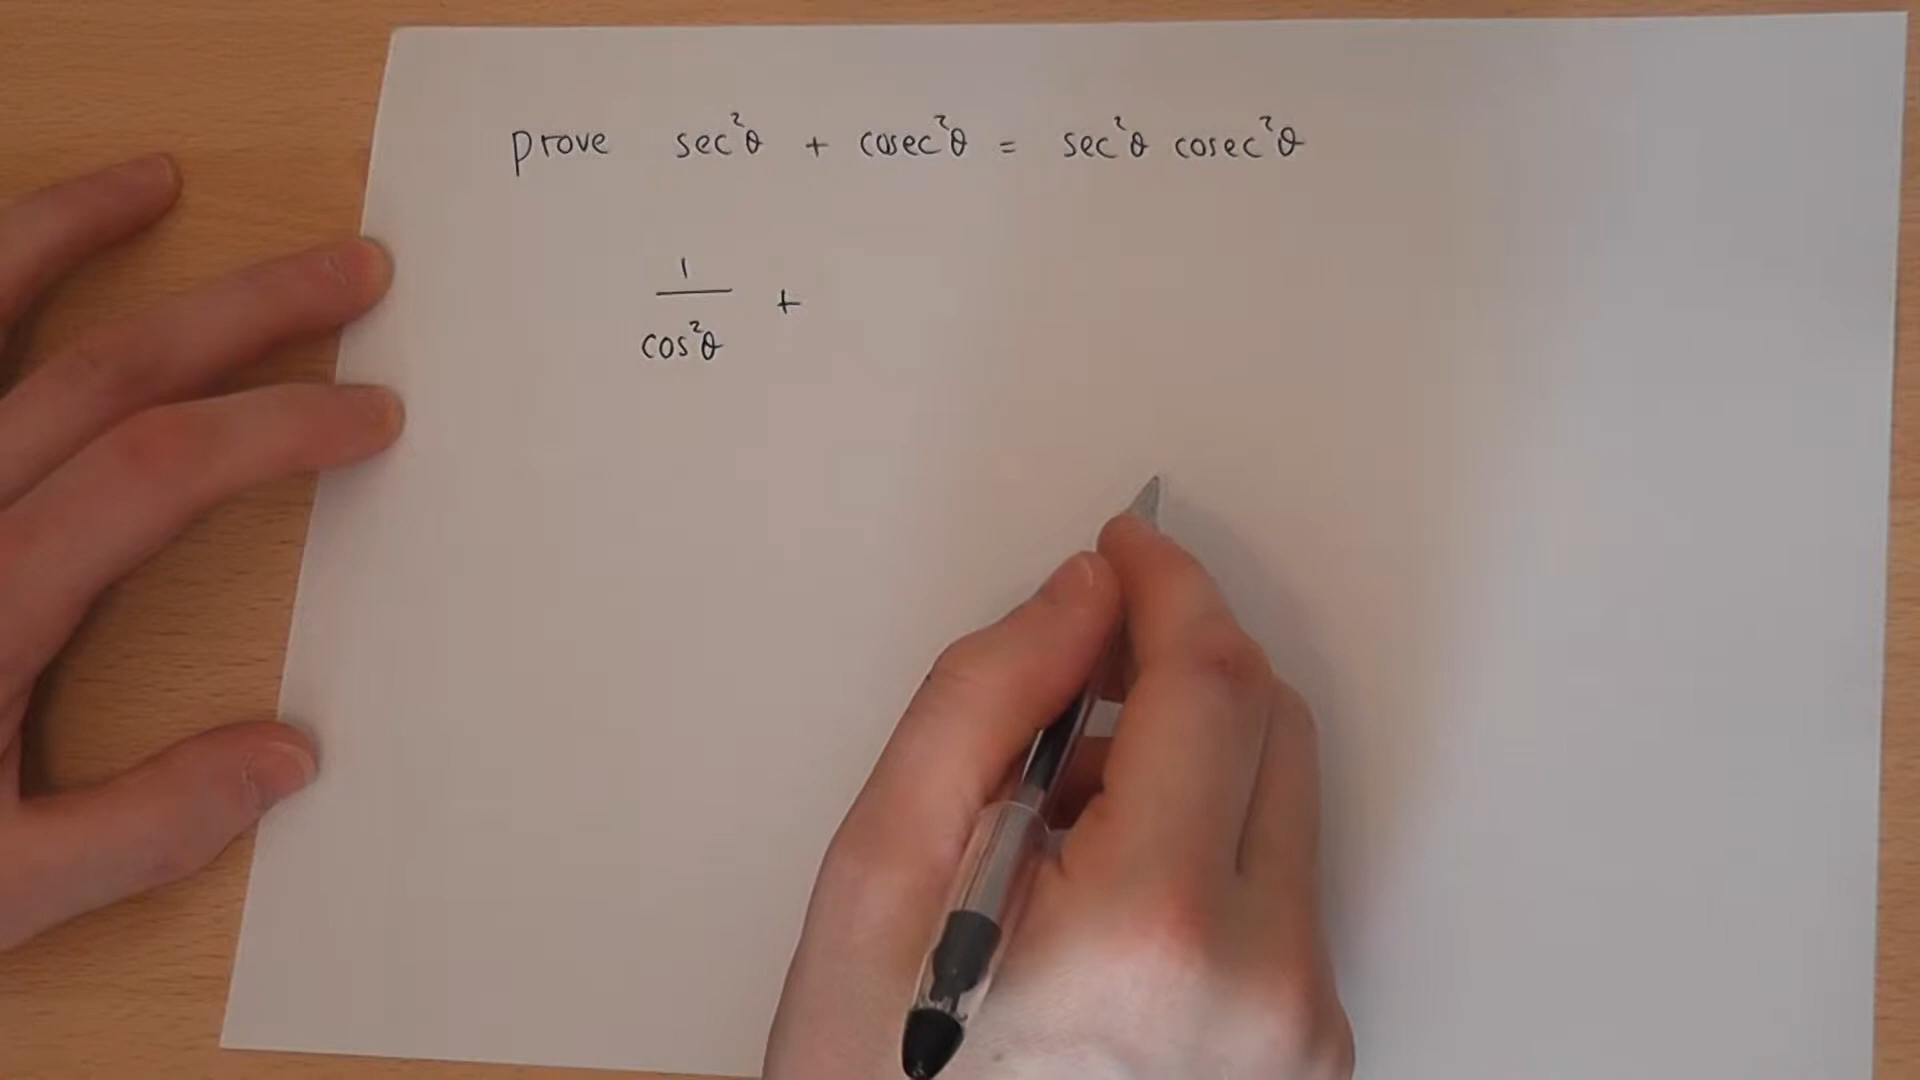 prove sec²θ + cosec²θ = sec²θ cosec²θ
1
cos²θ +